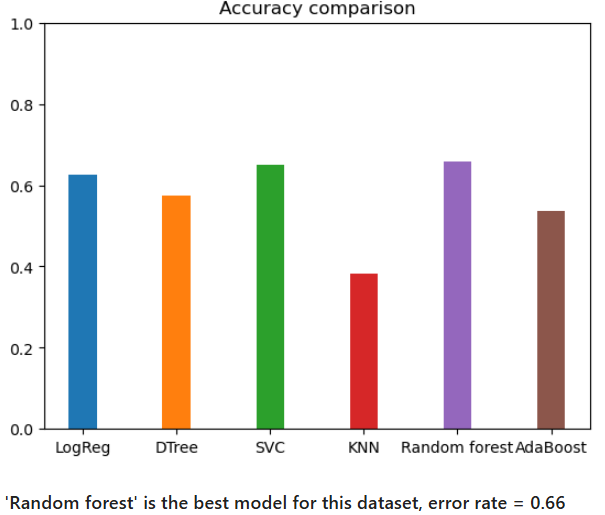 Accuracy comparison
1.0
0.8
0.6
0.4
0.2
0.0
LogReg DTree SVC KNN Random forest AdaBoost
'Random forest' is the best model for this dataset, error rate = 0.66